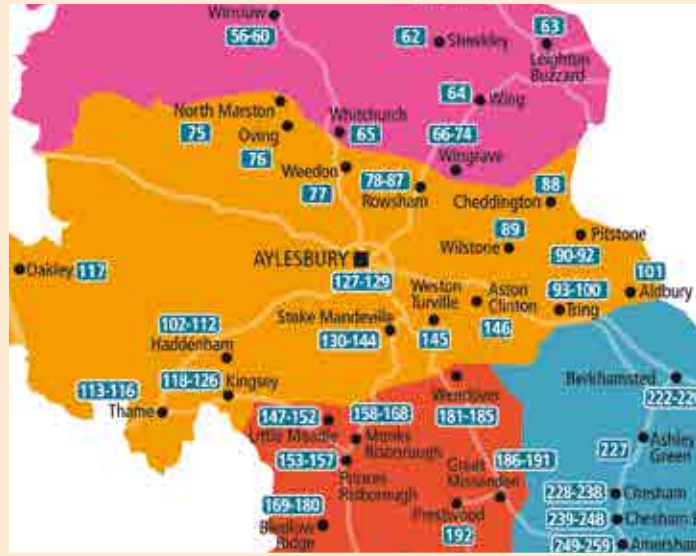 Winslow
56-60
62
Stewkley
63
Leighton
Buzzard
64
Wing
North Marston
75
Oving
76
Whitchurch
65
66-74
Wingrave
Weedon
77
78-87
Rowsham
88
Cheddington
89
Wilstone
Pitstone
90-92
AYLESBURY
127-129
Oakley 117
101
Aldbury
93-100
Tring
Weston
Turville
145
Aston
Clinton
146
Stoke Mandeville
130-144
102-112
Haddenham
118-126
Kingsey
113-116
Thame
Berkhamsted
Wendover
181-185
147-152
Little Meadle
158-168
Monks
Risborough
153-157
Princes
Risborough
227
Ashley
Green
186-191
Great
Missenden
169-180
Bledlow
Ridge
Prestwood
192
228-238
Chesham
239-248
Chesham
249-259
Amersham